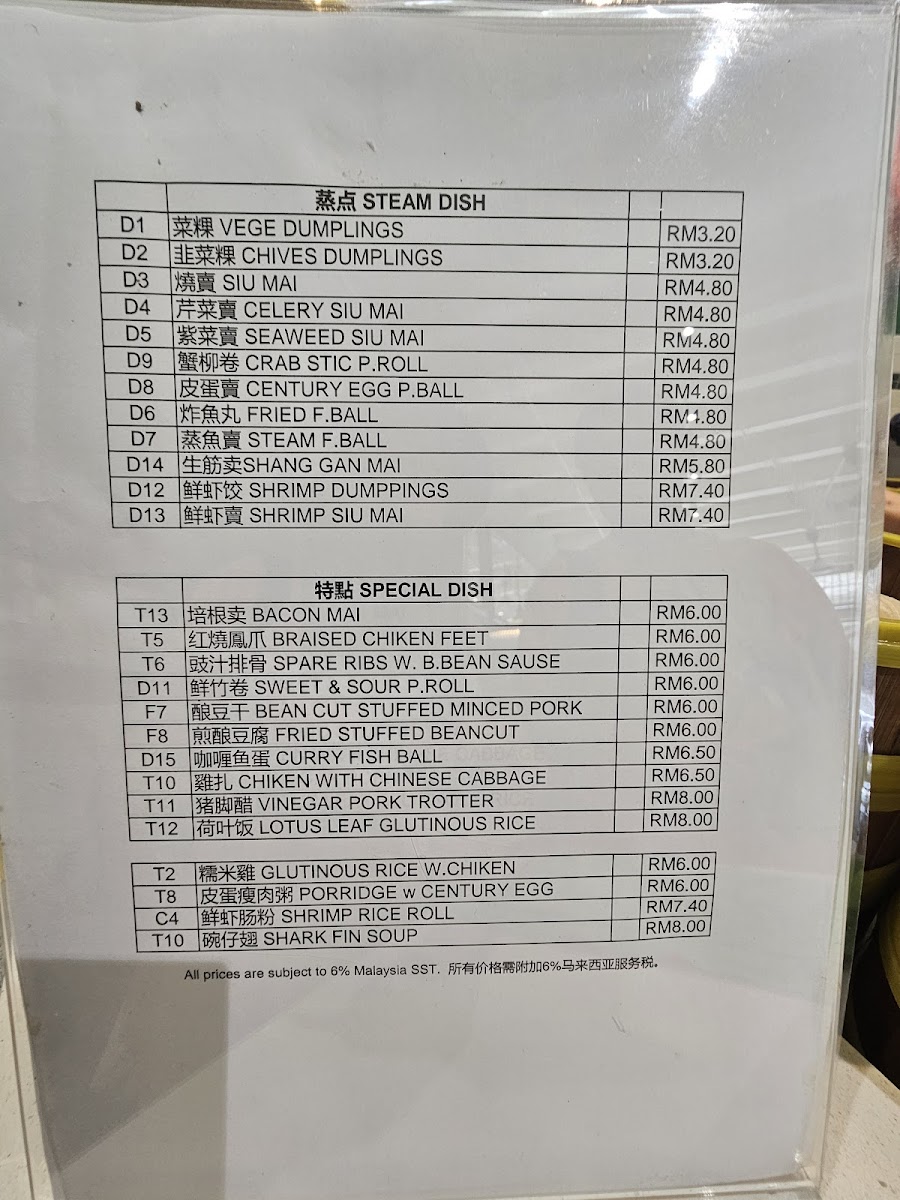 蒸点 STEAM DISH
D1 菜粿 VEGE DUMPLINGS RM3.20
D2 韭菜粿 CHIVES DUMPLINGS RM3.20
D3 燒賣 SIU MAI RM4.80
D4 芹菜賣 CELERY SIU MAI RM4.80
D5 紫菜賣 SEAWEED SIU MAI RM4.80
D9 蟹柳卷 CRAB STIC P.ROLL RM4.80
D8 皮蛋賣 CENTURY EGG P.BALL RM4.80
D6 炸魚丸 FRIED F.BALL RM4.80
D7 蒸魚賣 STEAM F.BALL RM4.80
D14 生筋卖SHANG GAN MAI RM5.80
D12 鲜虾饺 SHRIMP DUMPPINGS RM7.40
D13 鲜虾賣 SHRIMP SIU MAI RM7.40
特點 SPECIAL DISH
T13 培根卖 BACON MAI RM6.00
T5 红燒鳳爪 BRAISED CHIKEN FEET RM6.00
T6 豉汁排骨 SPARE RIBS W. B.BEAN SAUSE RM6.00
D11 鲜竹卷 SWEET & SOUR P.ROLL RM6.00
F7 酿豆干 BEAN CUT STUFFED MINCED PORK RM6.00
F8 煎酿豆腐 FRIED STUFFED BEANCUT RM6.00
D15 咖喱鱼蛋 CURRY FISH BALL RM6.50
T10 雞扎 CHIKEN WITH CHINESE CABBAGE RM6.50
T11 猪脚醋 VINEGAR PORK TROTTER RM8.00
T12 荷叶饭 LOTUS LEAF GLUTINOUS RICE RM8.00
T2 糯米雞 GLUTINOUS RICE W.CHIKEN RM6.00
T8 皮蛋瘦肉粥 PORRIDGE w CENTURY EGG RM6.00
C4 鲜虾肠粉 SHRIMP RICE ROLL RM7.40
T10 碗仔翅 SHARK FIN SOUP RM8.00
All prices are subject to 6% Malaysia SST. 所有价格需附加6%马来西亚服务税。